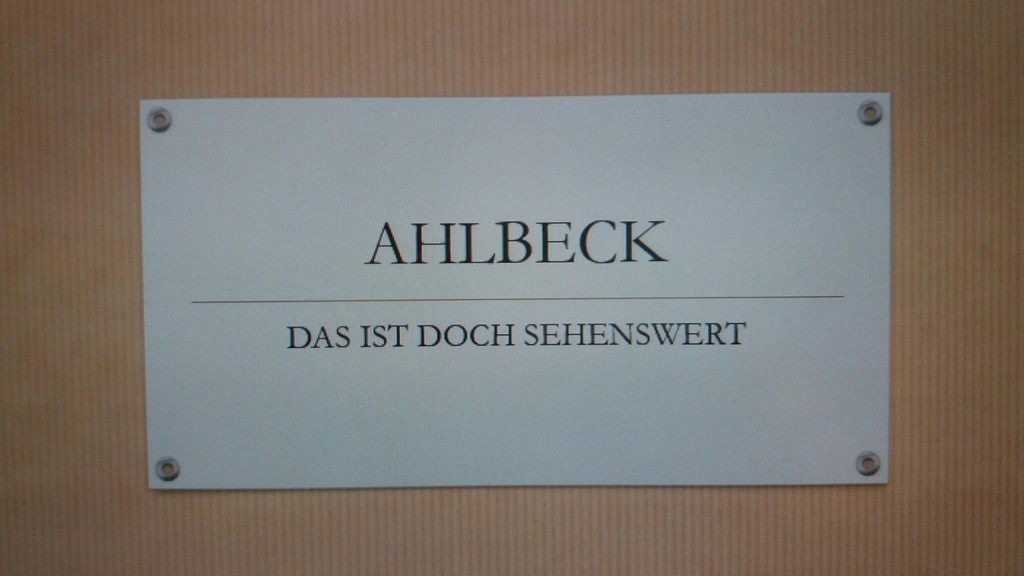 AHLBECK
DAS IST DOCH SEHENSWERT